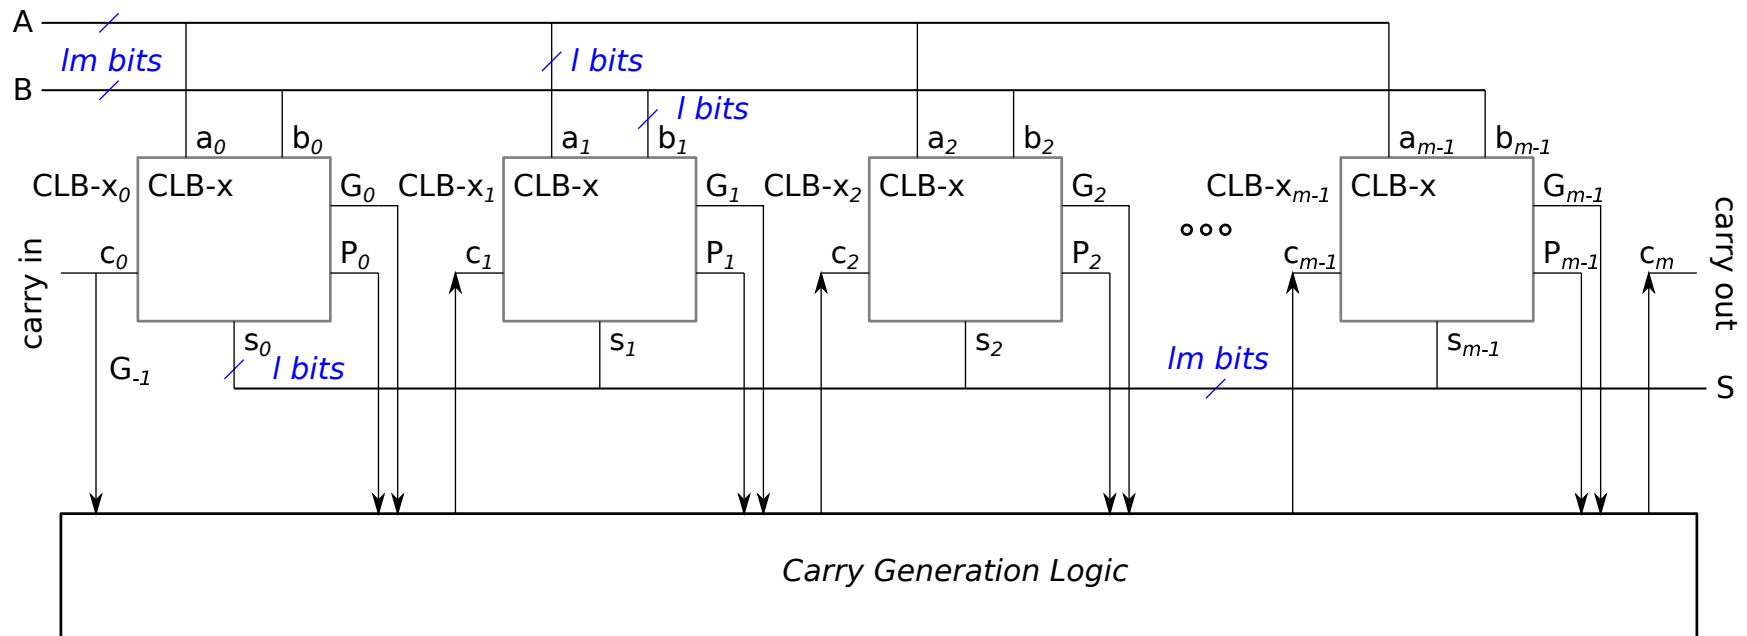 A
lm bits
l bits
B
l bits
a0 b0 a1 b1 a2 b2 am-1 bm-1
CLB-x0 CLB-x G0 CLB-x1 CLB-x G1 CLB-x2 CLB-x G2 CLB-xm-1 CLB-x Gm-1
carry in
c0 P0 c1 P1 c2 P2 cm-1 Pm-1 cm
carry out
s0 s1 s2 sm-1
G-1
l bits
lm bits
S
Carry Generation Logic